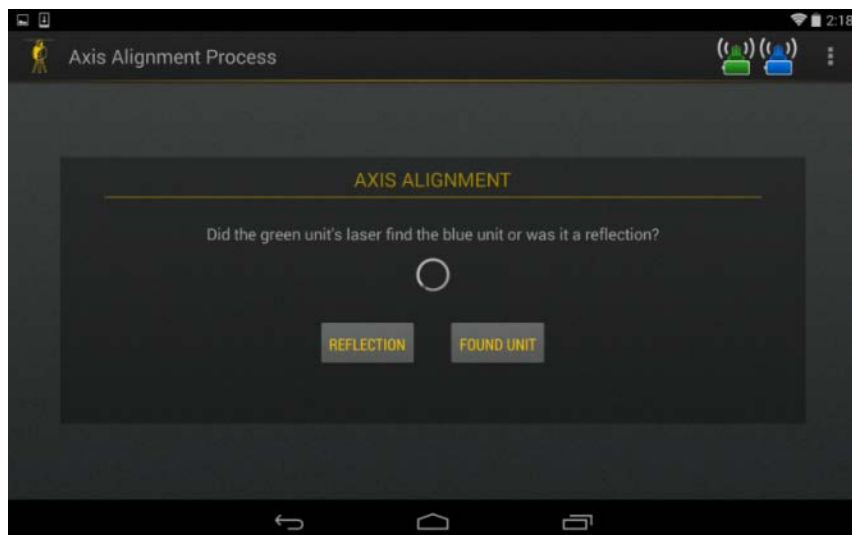 2:18
Axis Alignment Process
AXIS ALIGNMENT
Did the green unit's laser find the blue unit or was it a reflection?
REFLECTION FOUND UNIT